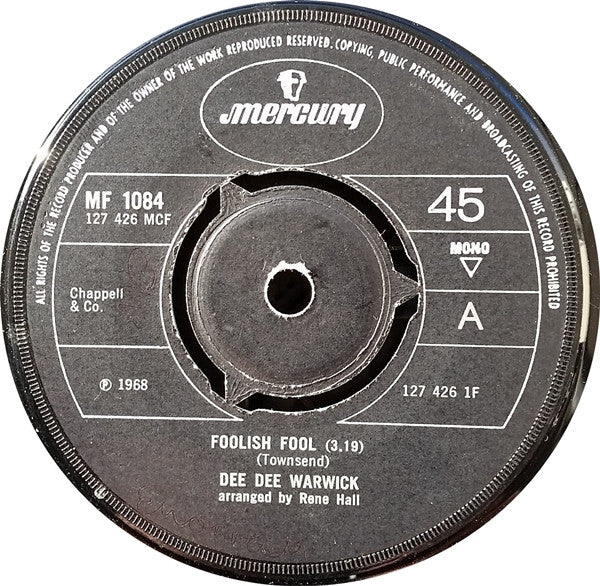 ALL RIGHTS OF THE RECORD PRODUCER AND OF THE OWNER OF THE WORK REPRODUCED RESERVED. COPYING, PUBLIC PERFORMANCE AND BROADCASTING OF THIS RECORD PROHIBITED
mercury
MF 1084
127 426 MCF
45
MONO
Chappell
& Co.
A
℗ 1968
127 426 1F
FOOLISH FOOL (3.19)
(Townsend)
DEE DEE WARWICK
arranged by Rene Hall